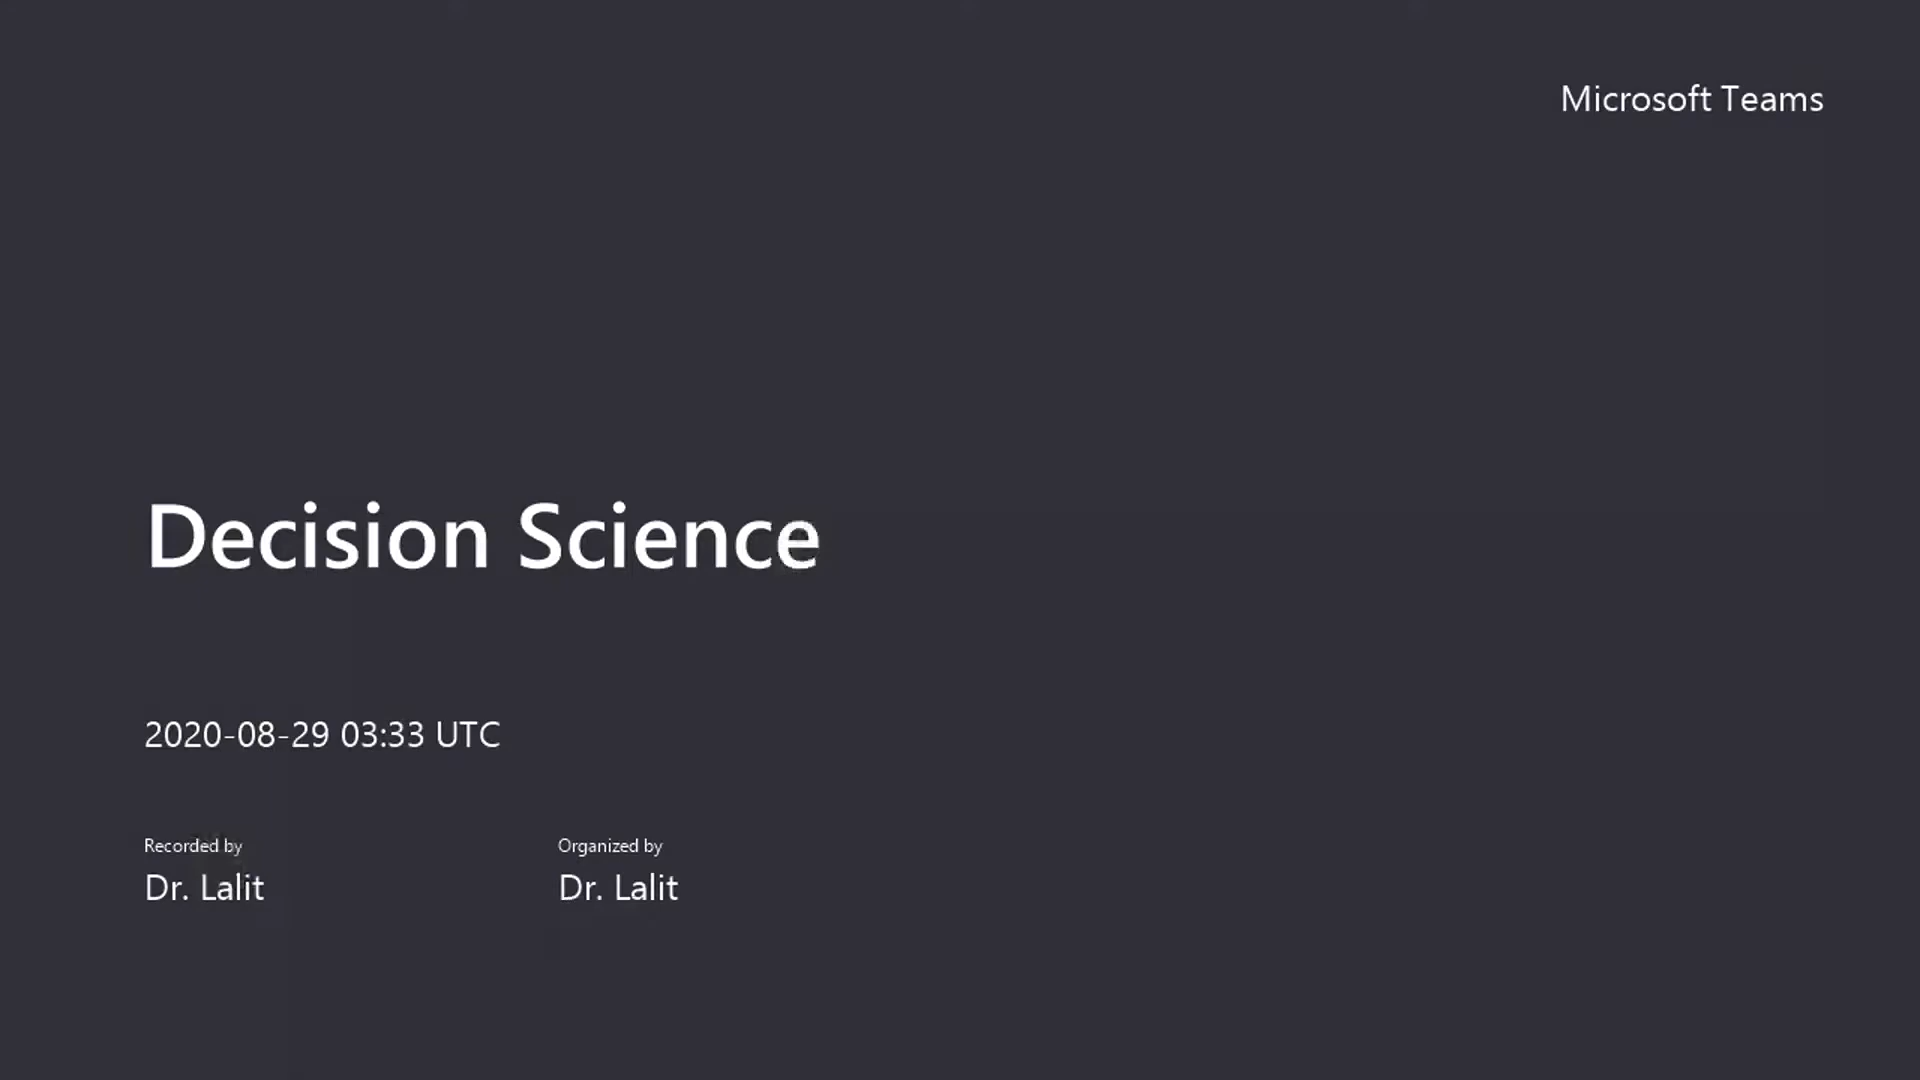 Microsoft Teams
Decision Science
2020-08-29 03:33 UTC
Recorded by
Dr. Lalit
Organized by
Dr. Lalit